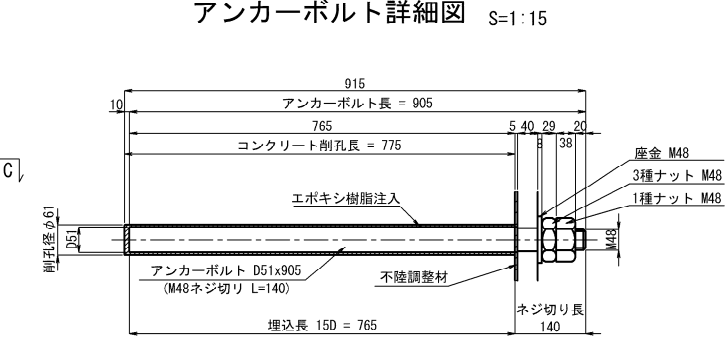 アンカーボルト詳細図 S=1:15
915
10 アンカーボルト長 = 905
765 5 40 8 29 38 20
コンクリート削孔長 = 775
座金 M48
3種ナット M48
1種ナット M48
C
エポキシ樹脂注入
削孔径φ61
D51
M48
アンカーボルト D51x905
(M48ネジ切リ L=140)
不陸調整材
ネジ切り長
埋込長 15D = 765
140